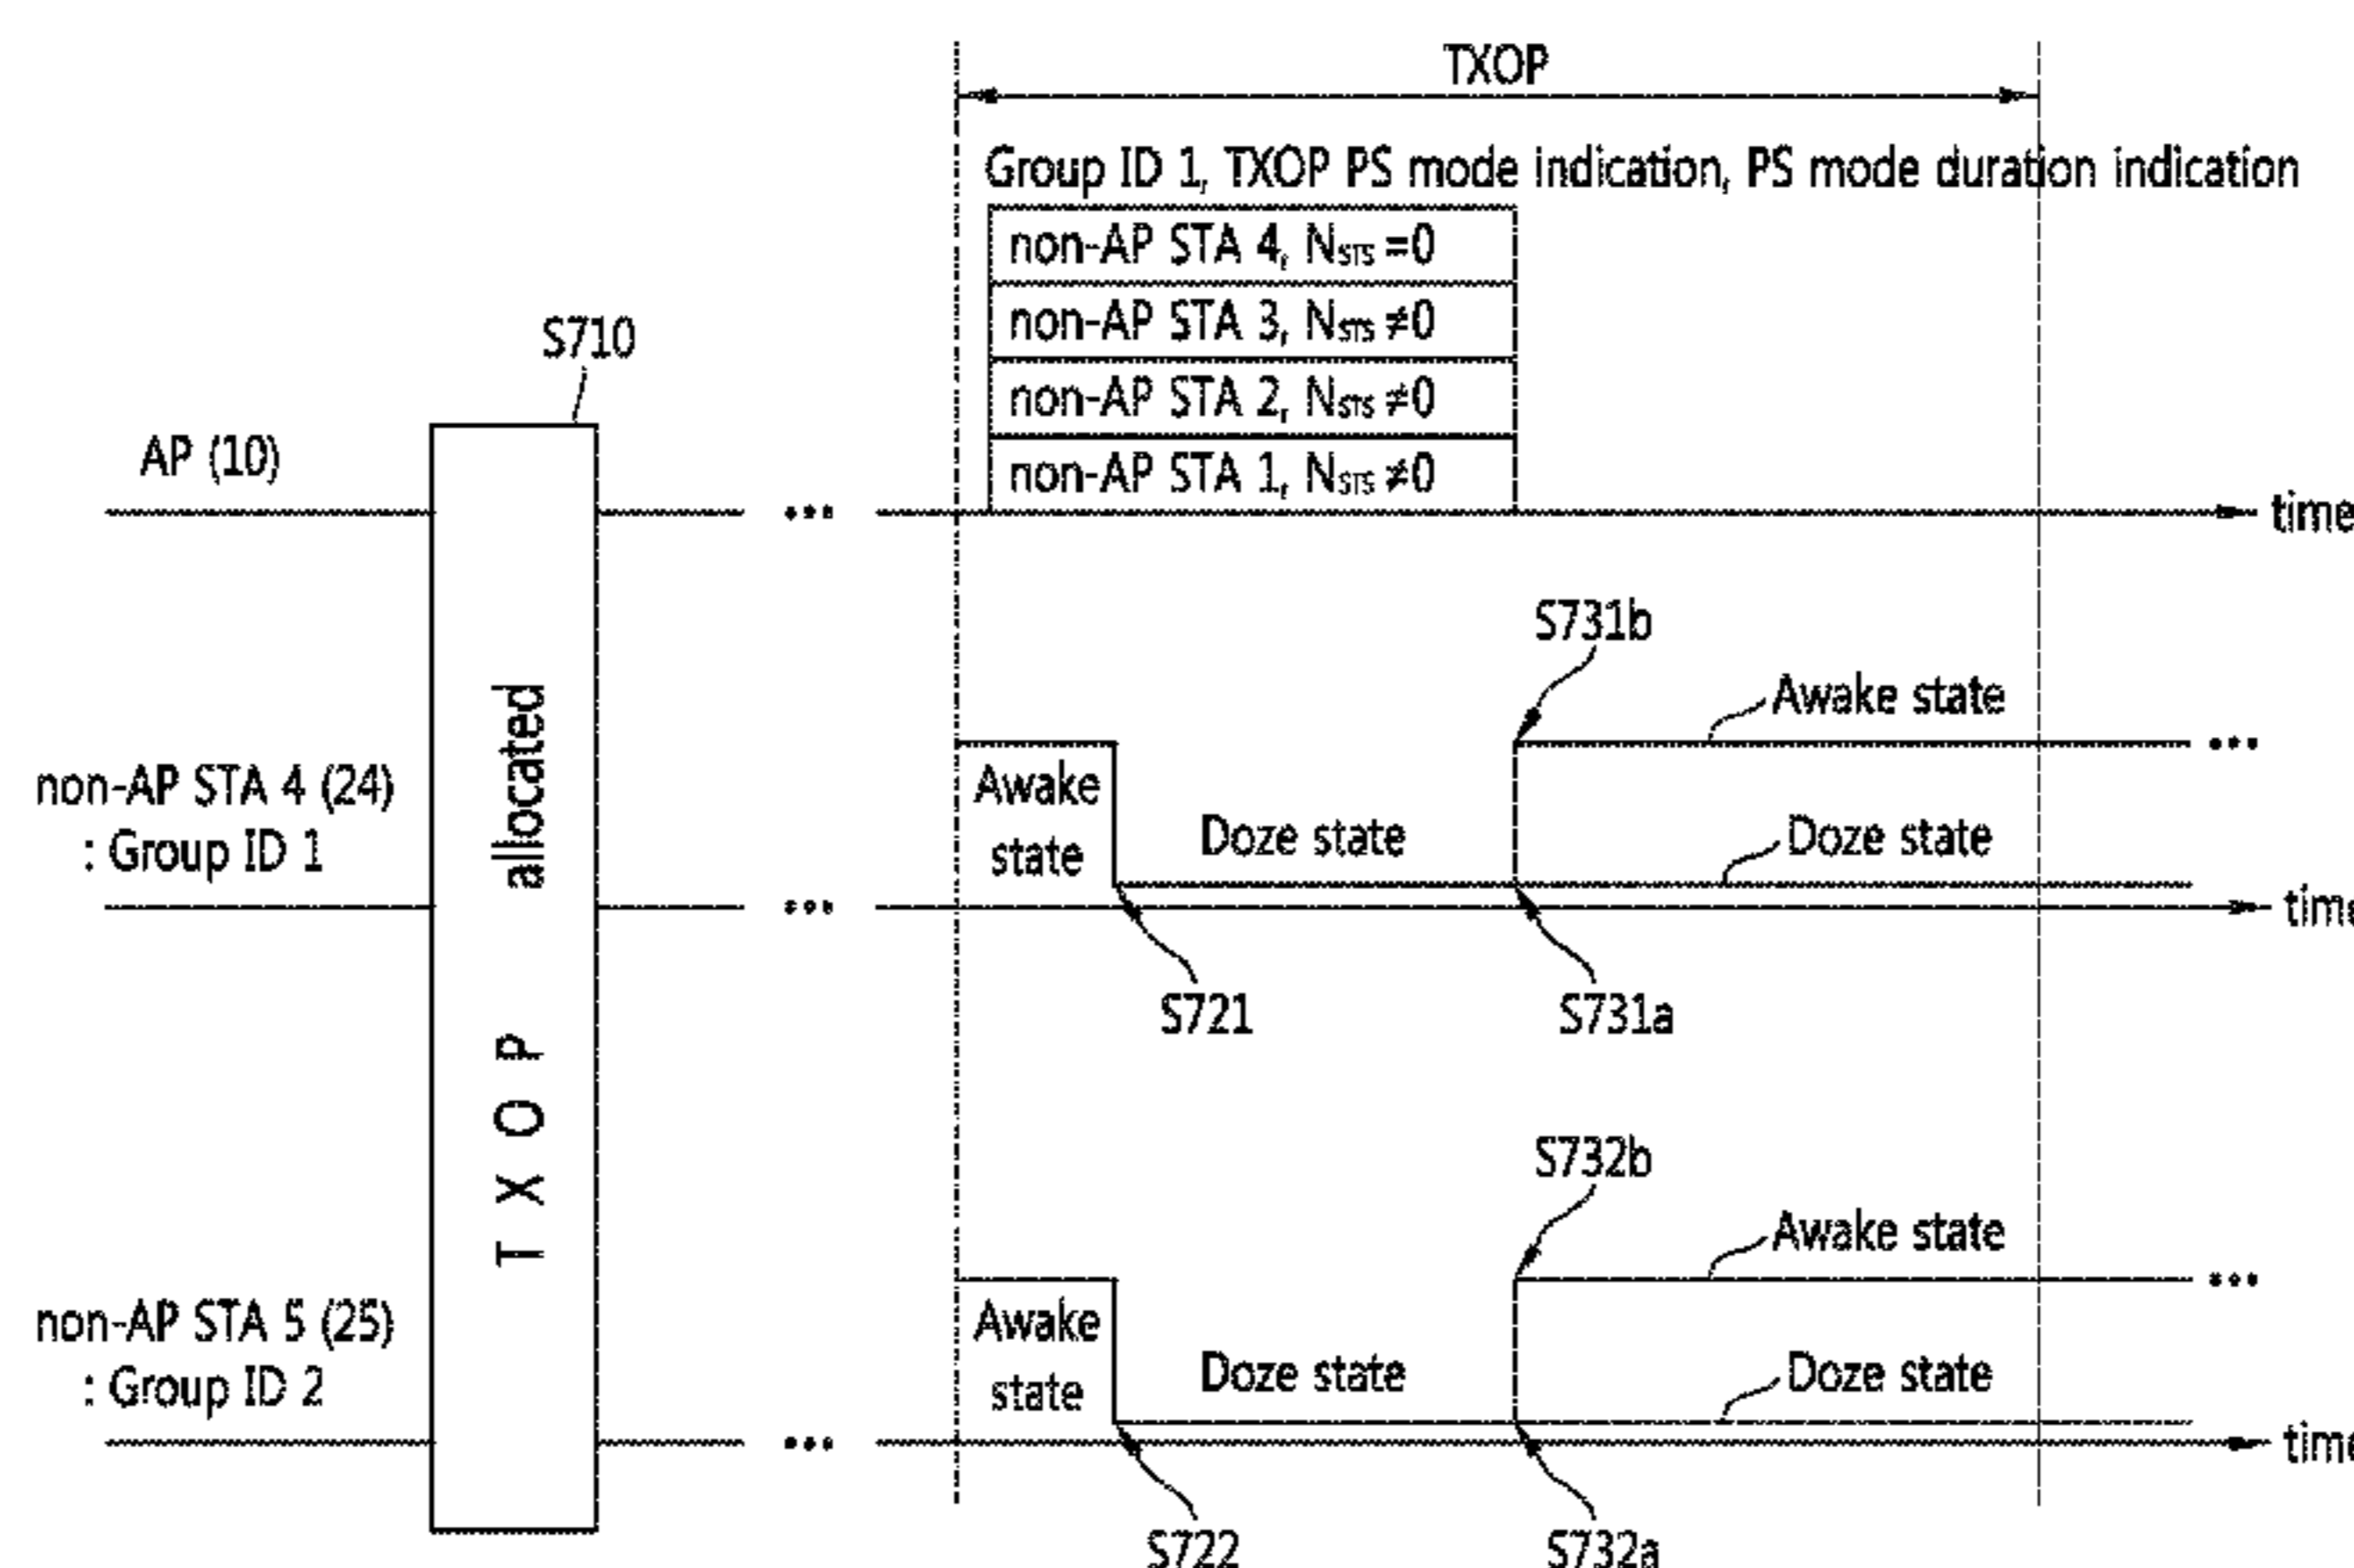 TXOP
Group ID 1, TXOP PS mode indication, PS mode duration indication
non-AP STA 4, NSTS =0
non-AP STA 3, NSTS ≠0
non-AP STA 2, NSTS ≠0
non-AP STA 1, NSTS ≠0
S710
AP (10)
time
TXOP allocated
S731b
Awake state
non-AP STA 4 (24)
: Group ID 1
Awake
state
Doze state
Doze state
time
S721
S731a
S732b
Awake state
non-AP STA 5 (25)
: Group ID 2
Awake
state
Doze state
Doze state
time
S722
S732a